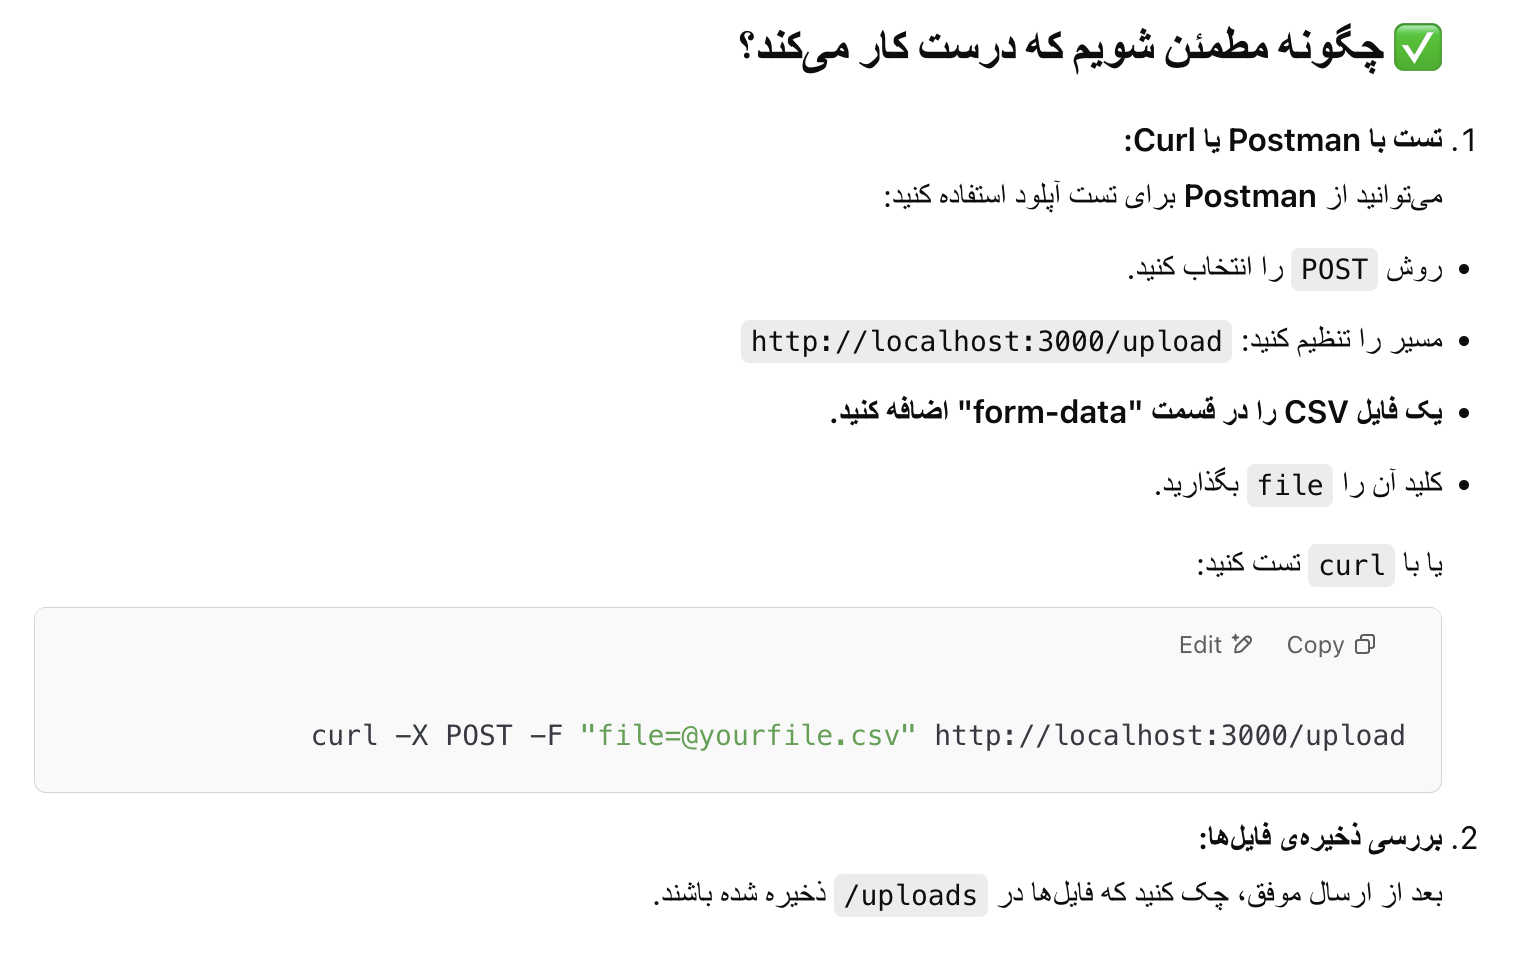 ✅ چگونه مطمئن شویم که درست کار می‌کند؟
1. تست با Postman یا Curl:
می‌توانید از Postman برای تست آپلود استفاده کنید:
• روش POST را انتخاب کنید.
• مسیر را تنظیم کنید: http://localhost:3000/upload
• یک فایل CSV را در قسمت "form-data" اضافه کنید.
• کلید آن را file بگذارید.
یا با curl تست کنید:
Copy Edit
curl -X POST -F "file=@yourfile.csv" http://localhost:3000/upload
2. بررسی ذخیره‌ی فایل‌ها:
بعد از ارسال موفق، چک کنید که فایل‌ها در /uploads ذخیره شده باشند.